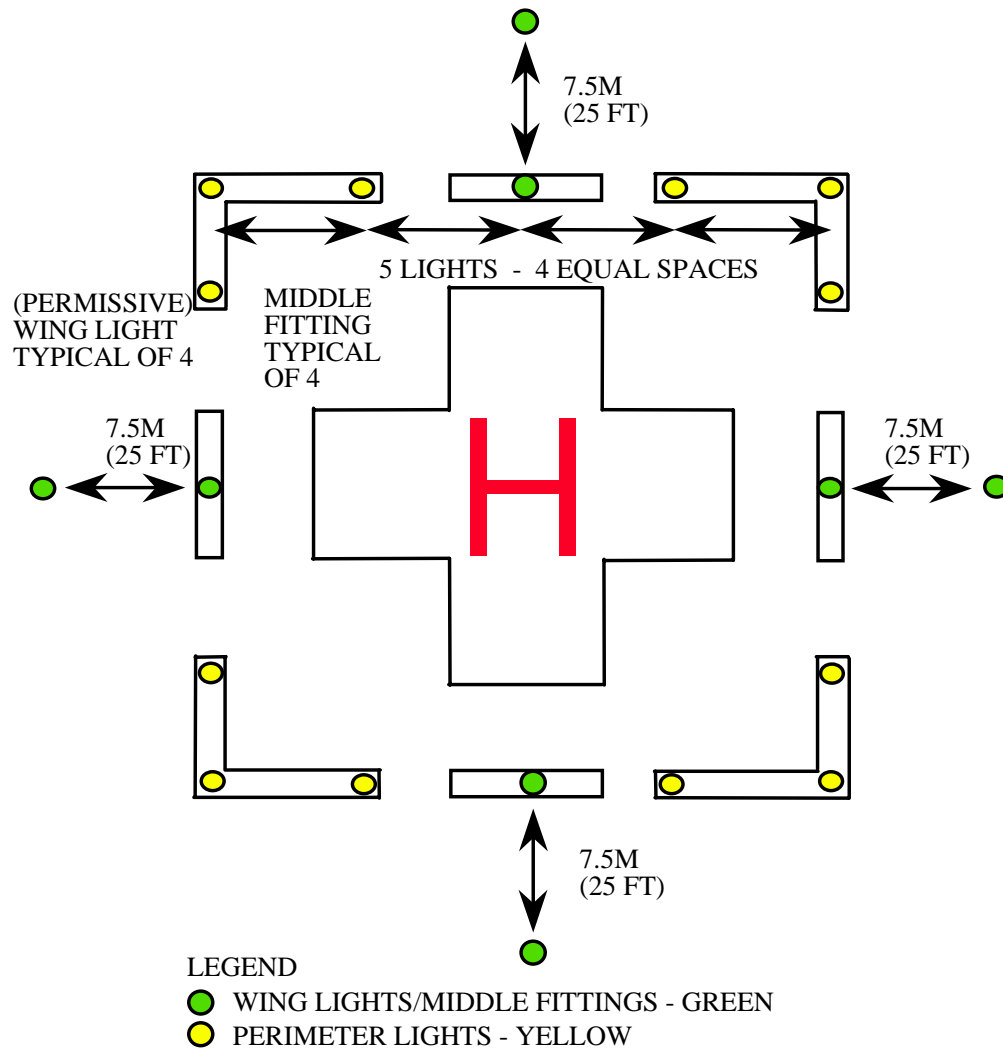 7.5M
(25 FT)
5 LIGHTS - 4 EQUAL SPACES
(PERMISSIVE)
WING LIGHT
TYPICAL OF 4
MIDDLE
FITTING
TYPICAL
OF 4
7.5M
(25 FT)
H
7.5M
(25 FT)
7.5M
(25 FT)
LEGEND
WING LIGHTS/MIDDLE FITTINGS - GREEN
PERIMETER LIGHTS - YELLOW